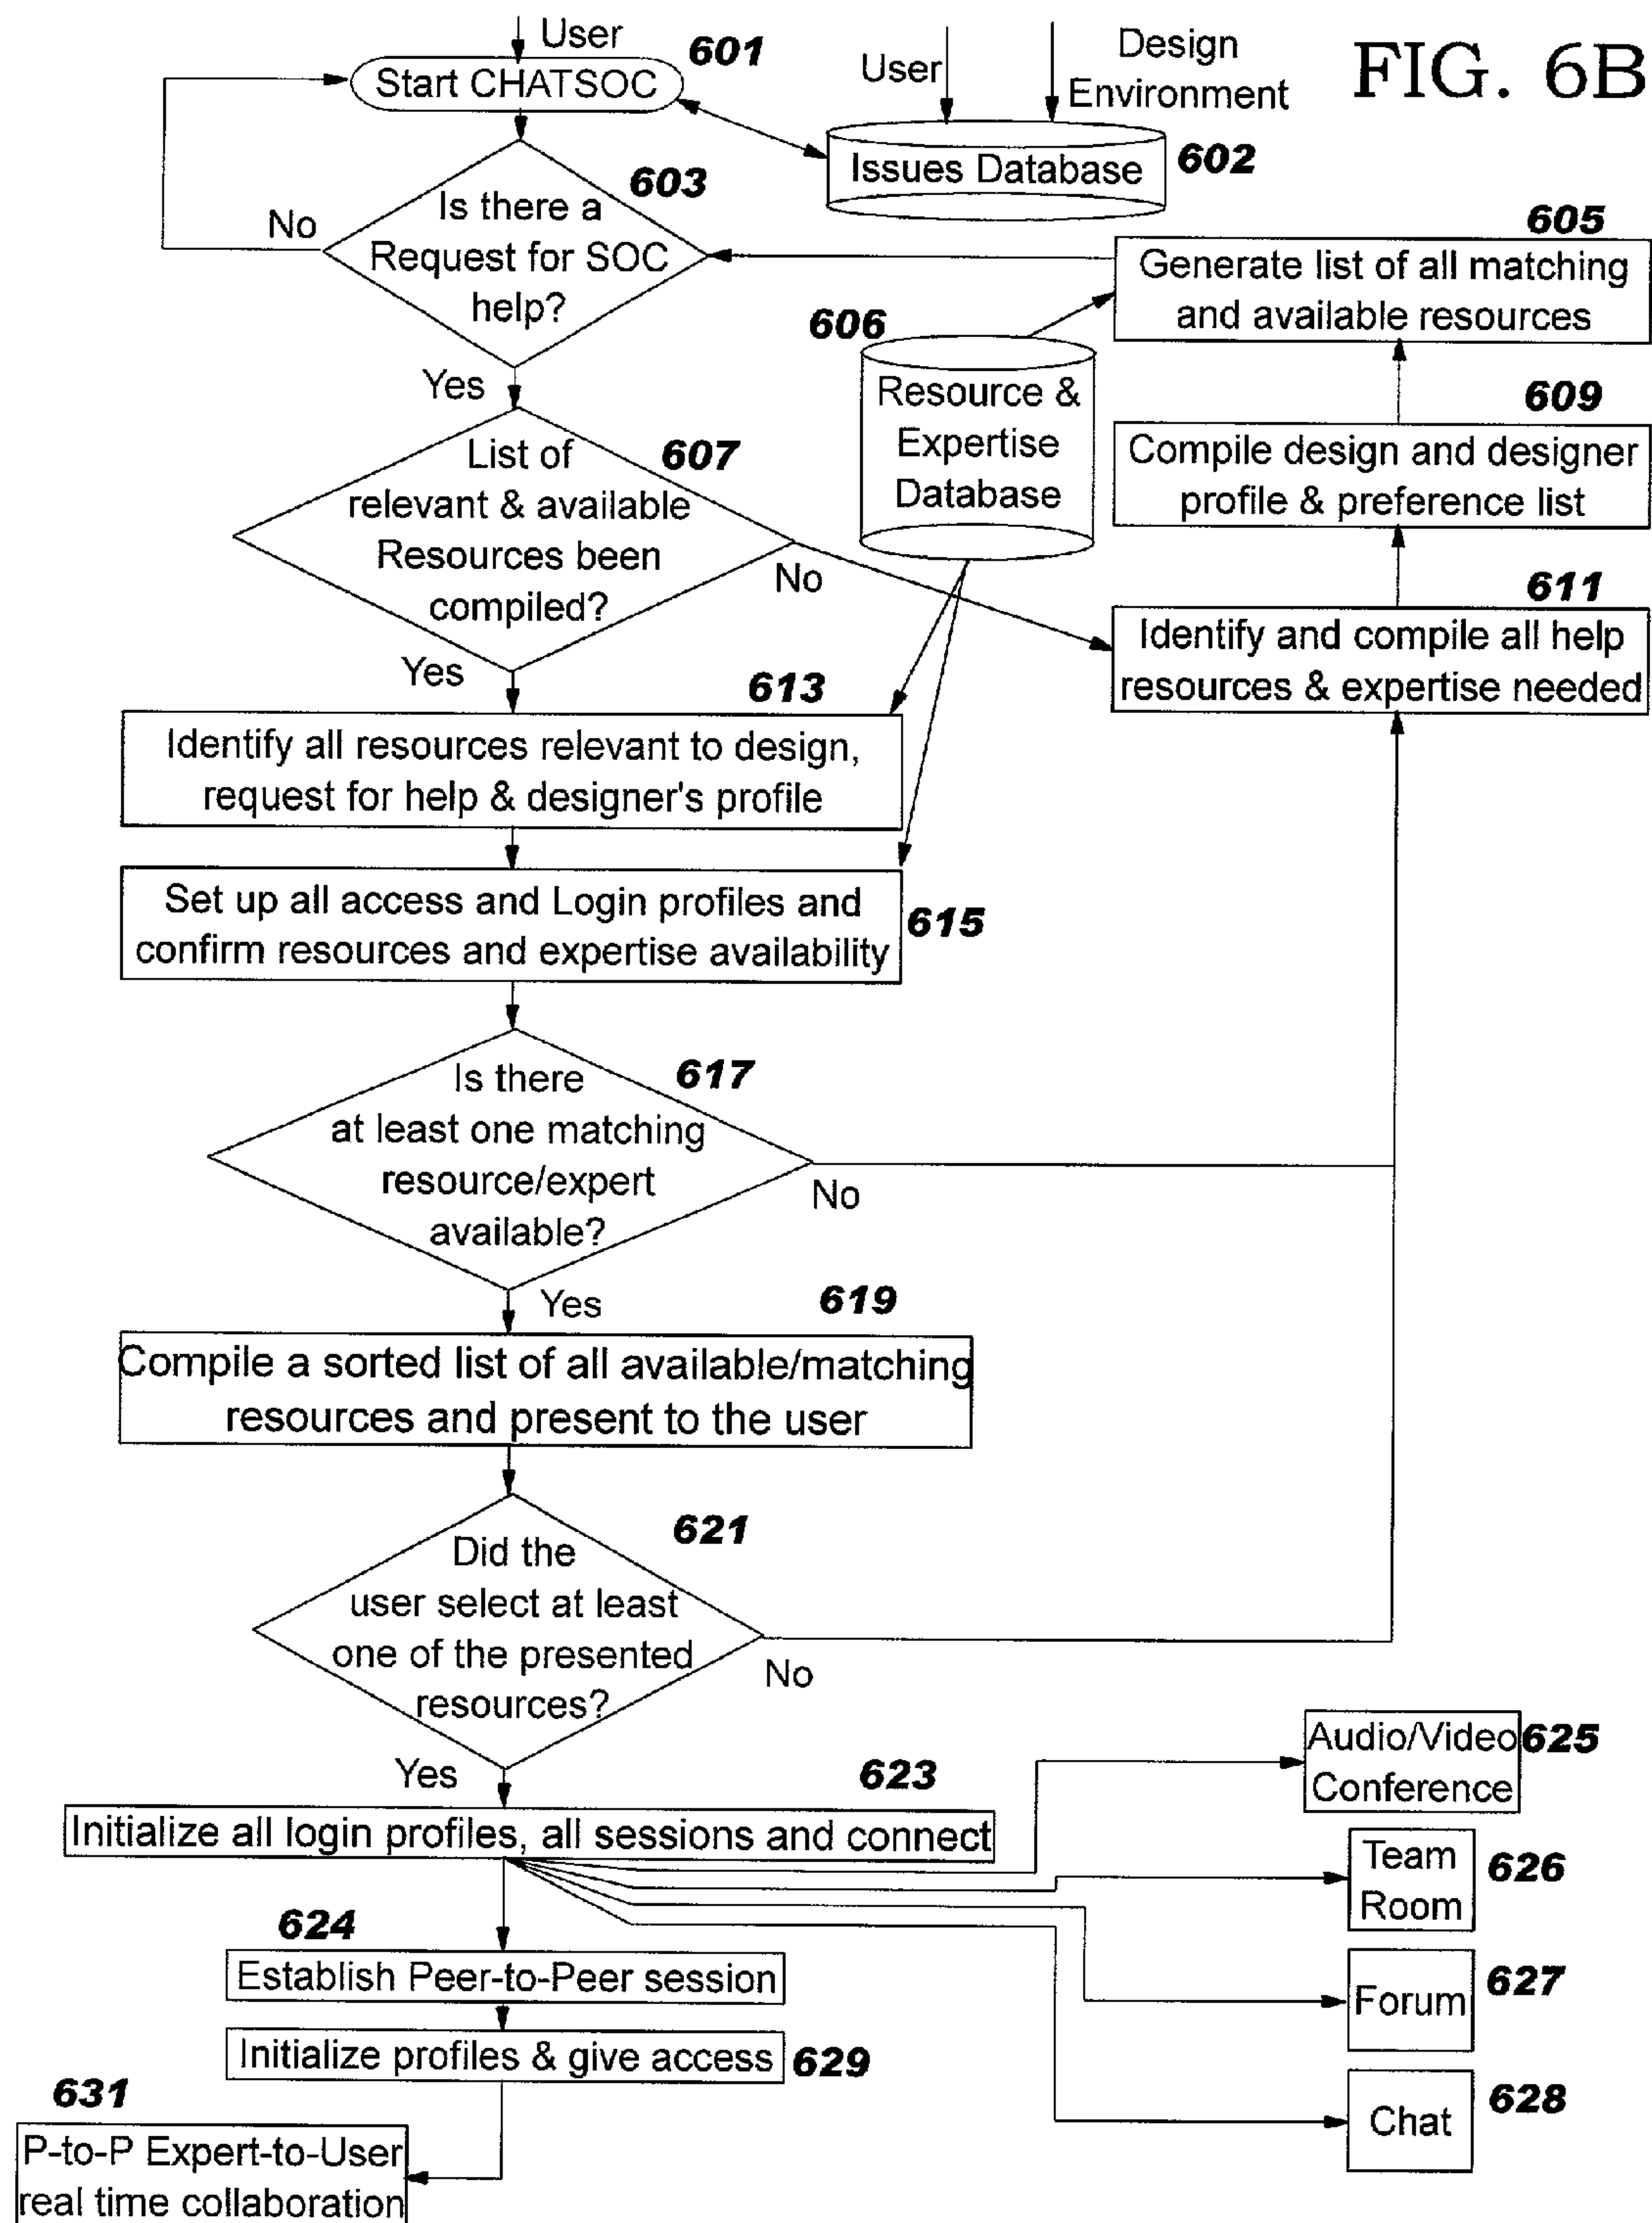 FIG. 6B
User
601
Start CHATSOC
User
Design
Environment
Issues Database
602
603
Is there a
Request for SOC
help?
No
Yes
605
Generate list of all matching
and available resources
606
Resource &
Expertise
Database
609
Compile design and designer
profile & preference list
607
List of
relevant & available
Resources been
compiled?
No
Yes
611
Identify and compile all help
resources & expertise needed
613
Identify all resources relevant to design,
request for help & designer's profile
Set up all access and Login profiles and
confirm resources and expertise availability
615
617
Is there
at least one matching
resource/expert
available?
No
Yes
619
Compile a sorted list of all available/matching
resources and present to the user
621
Did the
user select at least
one of the presented
resources?
No
Yes
623
Initialize all login profiles, all sessions and connect
Audio/Video
Conference
625
Team
Room
626
Forum
627
Chat
628
624
Establish Peer-to-Peer session
Initialize profiles & give access
629
631
P-to-P Expert-to-User
real time collaboration